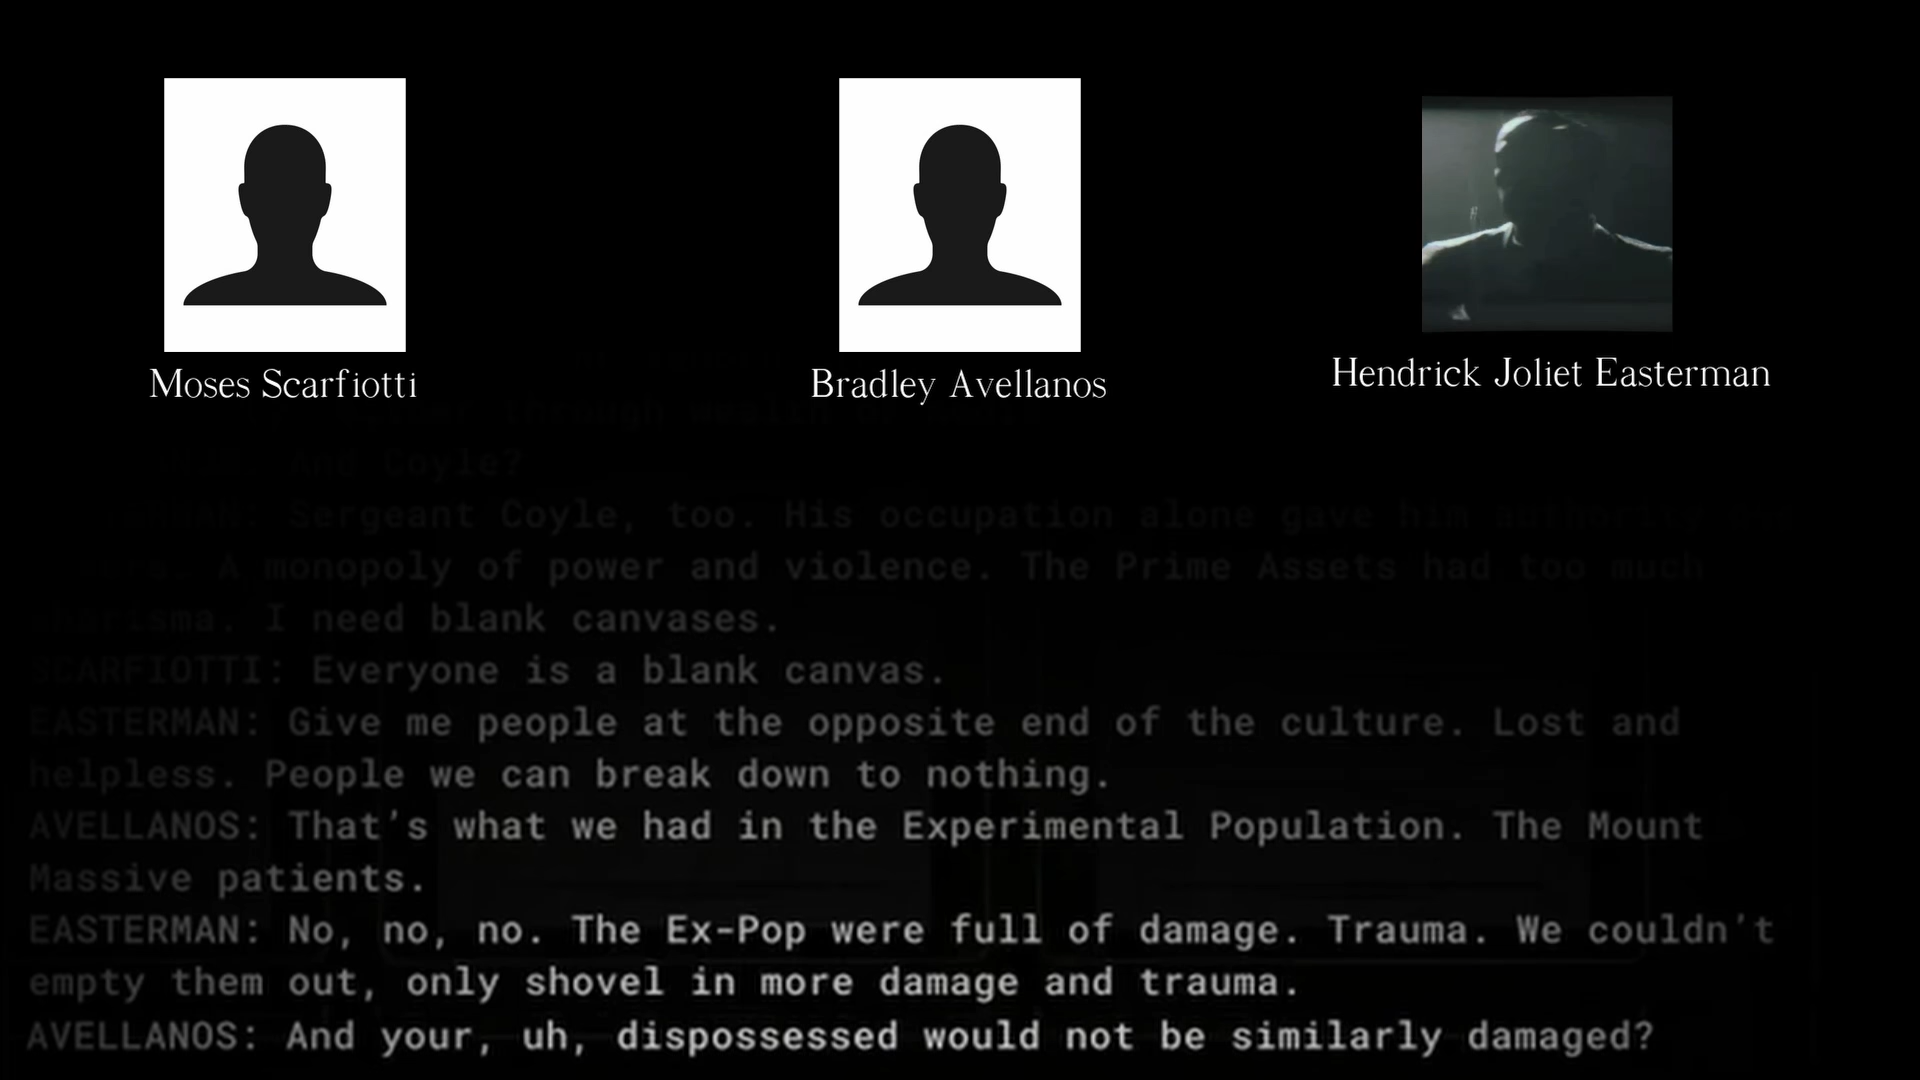 Moses Scarfiotti
Bradley Avellanos
Hendrick Joliet Easterman
through
And Coyle?
Sergeant Coyle, too. His occupation alone gave him authority
A monopoly of power and violence. The Prime Assets had too much
charisma. I need blank canvases.
SCARFIOTTI: Everyone is a blank canvas.
EASTERMAN: Give me people at the opposite end of the culture. Lost and
helpless. People we can break down to nothing.
AVELLANOS: That’s what we had in the Experimental Population. The Mount
Massive patients.
EASTERMAN: No, no, no. The Ex-Pop were full of damage. Trauma. We couldn’t
empty them out, only shovel in more damage and trauma.
AVELLANOS: And your, uh, dispossessed would not be similarly damaged?